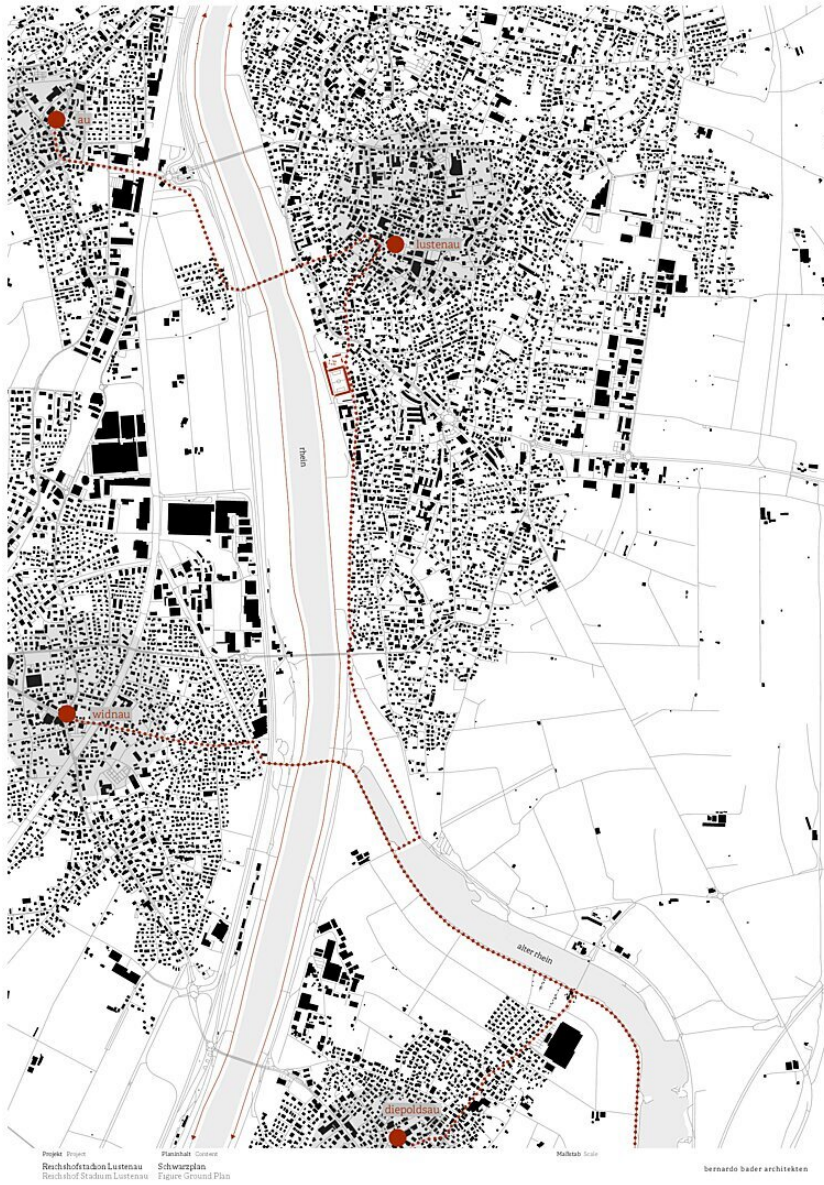 au
lustenau
rhein
widnau
alter rhein
diepoldsau
Projekt Project
Reichshofstadion Lustenau
Reichshof Stadium Lustenau
Planinhalt Content
Schwarzplan
Figure Ground Plan
Maßstab Scale
bernardo bader architekten